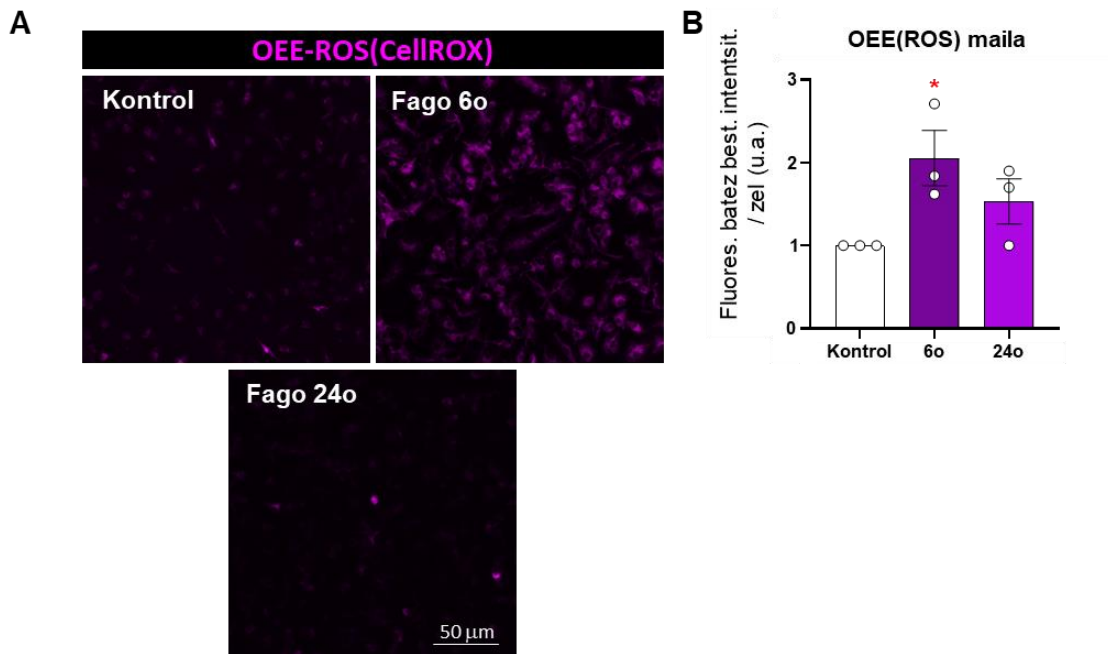 A
OEE-ROS(CellROX)
Kontrol
Fago 6o
Fago 24o
50 μm
B
OEE(ROS) maila
Fluores. batez best. intentsit.
/ zel (u.a.)
3
2
1
0
*
Kontrol
6o
24o